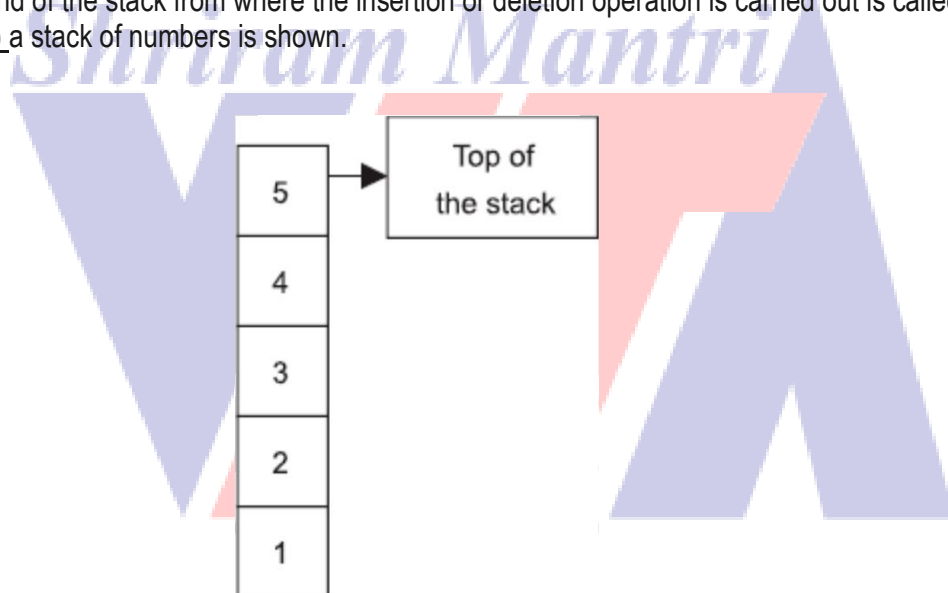 nd of the stack from where the insertion or deletion operation is carried out is called
a stack of numbers is shown.
Shriram Mantri
Top of
the stack
5
4
3
2
1